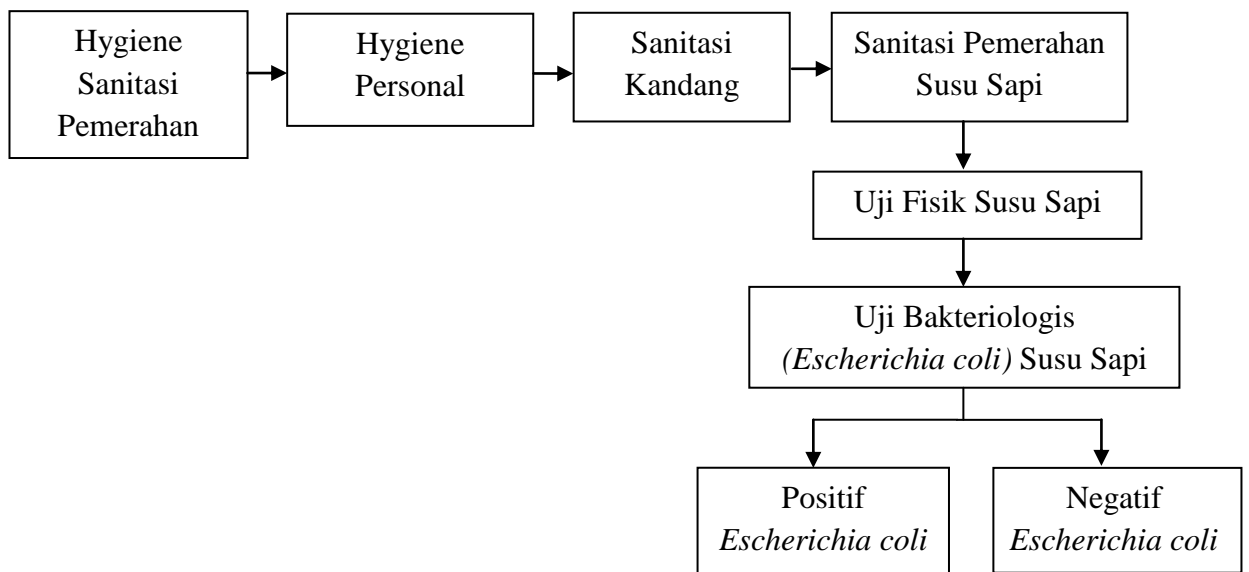 Hygiene
Sanitasi
Pemerahan
Hygiene
Personal
Sanitasi
Kandang
Sanitasi Pemerahan
Susu Sapi
Uji Fisik Susu Sapi
Uji Bakteriologis
(Escherichia coli) Susu Sapi
Positif
Escherichia coli
Negatif
Escherichia coli